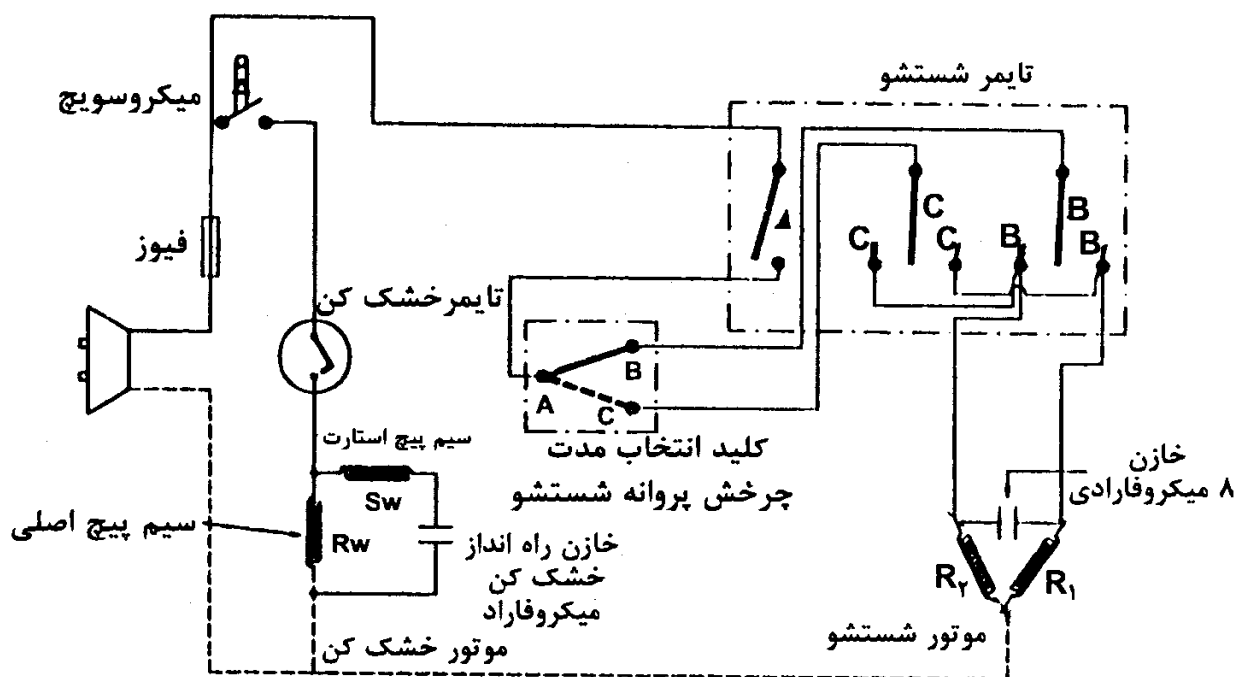 تایمر شستشو
میکروسویچ
فیوز
تایمرخشک کن
C
B
C
C
B
B
A
B
C
کلید انتخاب مدت
چرخش پروانه شستشو
سیم پیچ استارت
Sw
سیم پیچ اصلی
Rw
خازن راه انداز
خشک کن
میکروفاراد
خازن
۸ میکروفارادی
R۲
R۱
موتور شستشو
موتور خشک کن